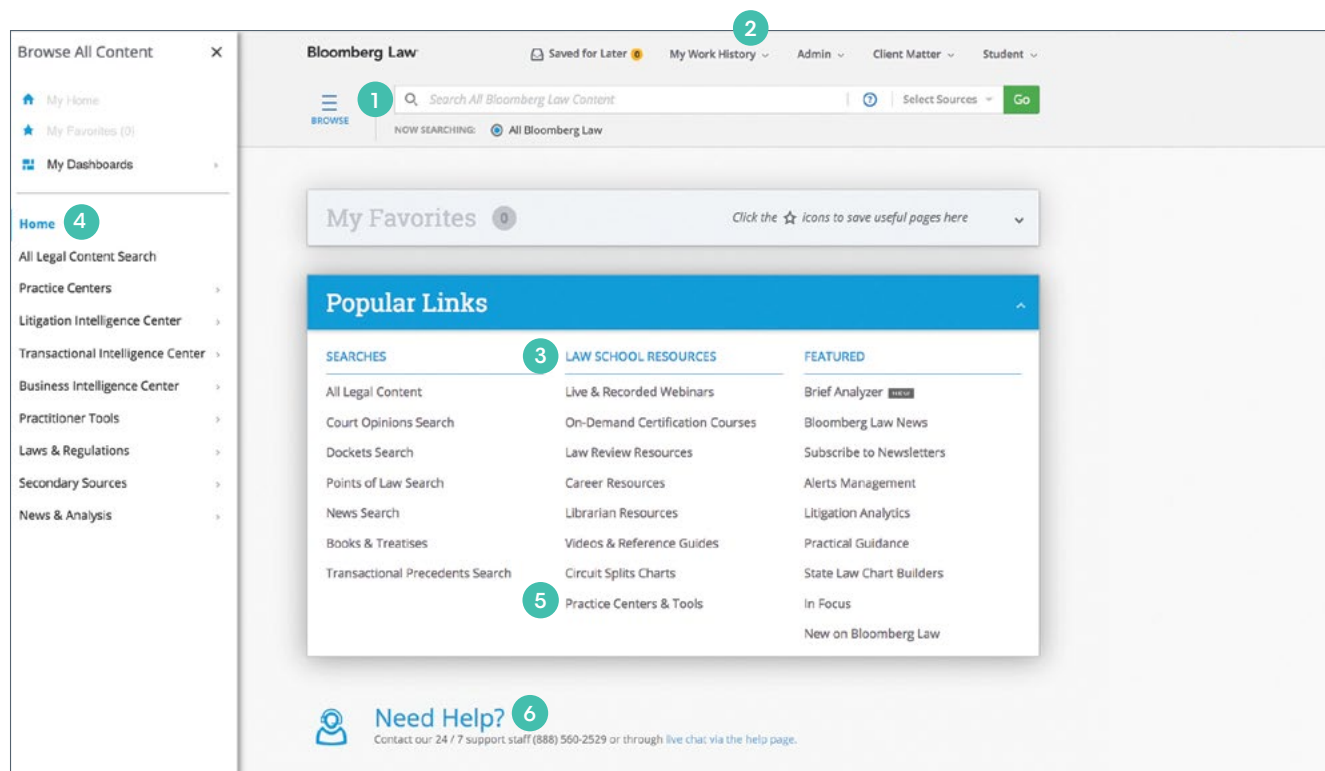 Browse All Content
My Home
My Favorites (0)
My Dashboards
Home 4
All Legal Content Search
Practice Centers
Litigation Intelligence Center
Transactional Intelligence Center
Business Intelligence Center
Practitioner Tools
Laws & Regulations
Secondary Sources
News & Analysis
2
Bloomberg Law Saved for Later 0 My Work History Admin Client Matter Student
BROWSE
1 Search All Bloomberg Law Content ? Select Sources Go
NOW SEARCHING: All Bloomberg Law
My Favorites 0 Click the ☆ icons to save useful pages here
Popular Links
SEARCHES
All Legal Content
Court Opinions Search
Dockets Search
Points of Law Search
News Search
Books & Treatises
Transactional Precedents Search
3 LAW SCHOOL RESOURCES
Live & Recorded Webinars
On-Demand Certification Courses
Law Review Resources
Career Resources
Librarian Resources
Videos & Reference Guides
Circuit Splits Charts
5 Practice Centers & Tools
FEATURED
Brief Analyzer NEW
Bloomberg Law News
Subscribe to Newsletters
Alerts Management
Litigation Analytics
Practical Guidance
State Law Chart Builders
In Focus
New on Bloomberg Law
Need Help? 6
Contact our 24 / 7 support staff (888) 560-2529 or through live chat via the help page.